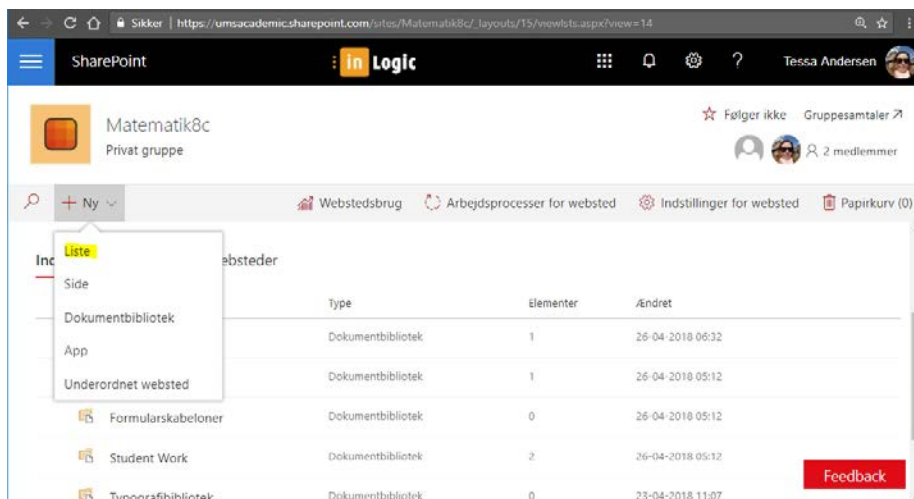 Sikker | https://umsacademic.sharepoint.com/sites/Matematik8c/_layouts/15/viewlsts.aspx?view=14
SharePoint
in Logic
? Tessa Andersen
Matematik8c
Privat gruppe
Følger ikke Gruppesamtaler
2 medlemmer
+ Ny Webstedsbrug Arbejdsprocesser for websted Indstillinger for websted Papirkurv (0)
Liste
Side
Dokumentbibliotek
App
Underordnet websted
Ind
ebsteder
Type Elementer Ændret
Dokumentbibliotek 1 26-04-2018 06:32
Dokumentbibliotek 1 26-04-2018 05:12
Formularskabeloner Dokumentbibliotek 0 26-04-2018 05:12
Student Work Dokumentbibliotek 2 26-04-2018 05:12
Typografibibliotek Dokumentbibliotek 0 23-04-2018 11:07
Feedback